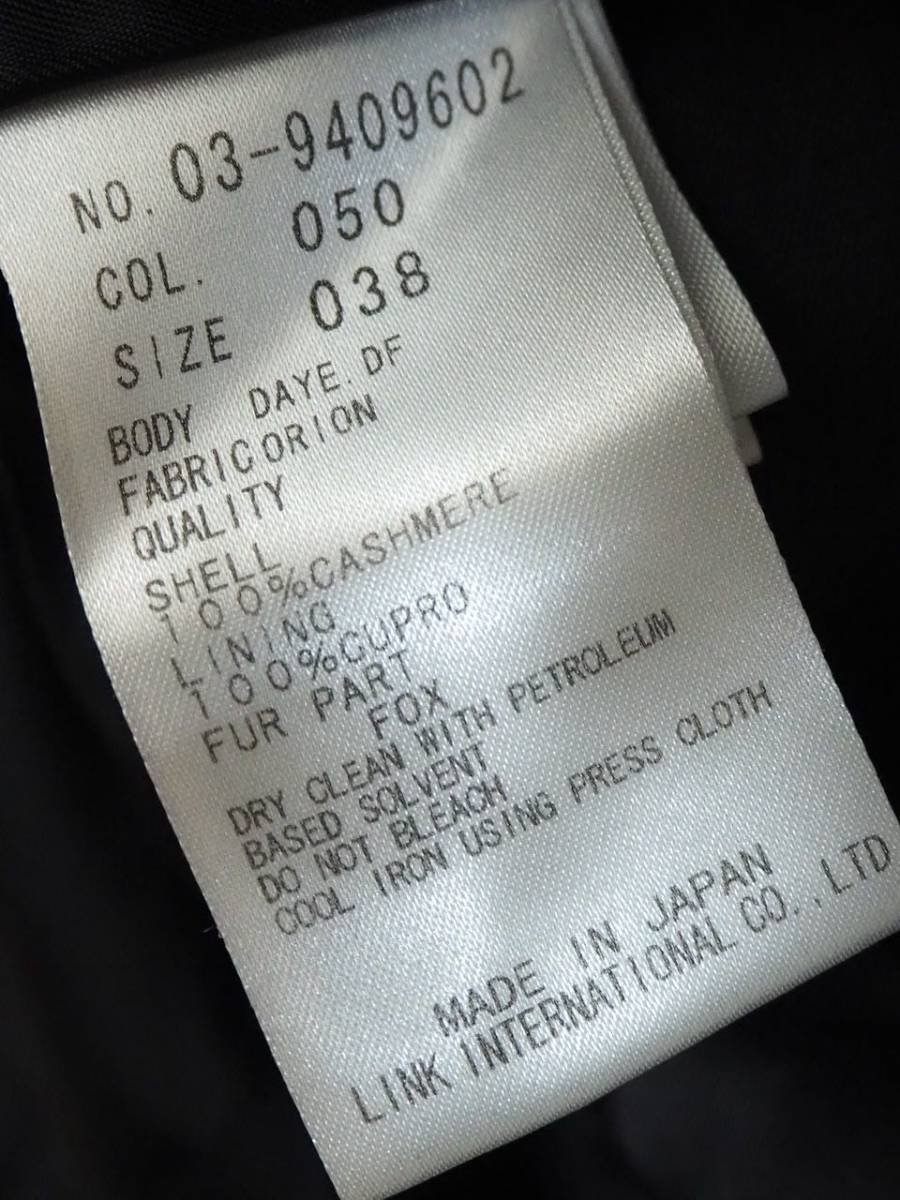 NO. 03-9409602
COL. 050
SIZE 038
BODY DAYE.DF
FABRICORION
QUALITY
SHELL
100%CASHMERE
LINING
100%CUPRO
FUR PART
FOX
DRY CLEAN WITH PETROLEUM
BASED SOLVENT
DO NOT BLEACH
COOL IRON USING PRESS CLOTH
MADE IN JAPAN
LINK INTERNATIONAL CO.,LTD